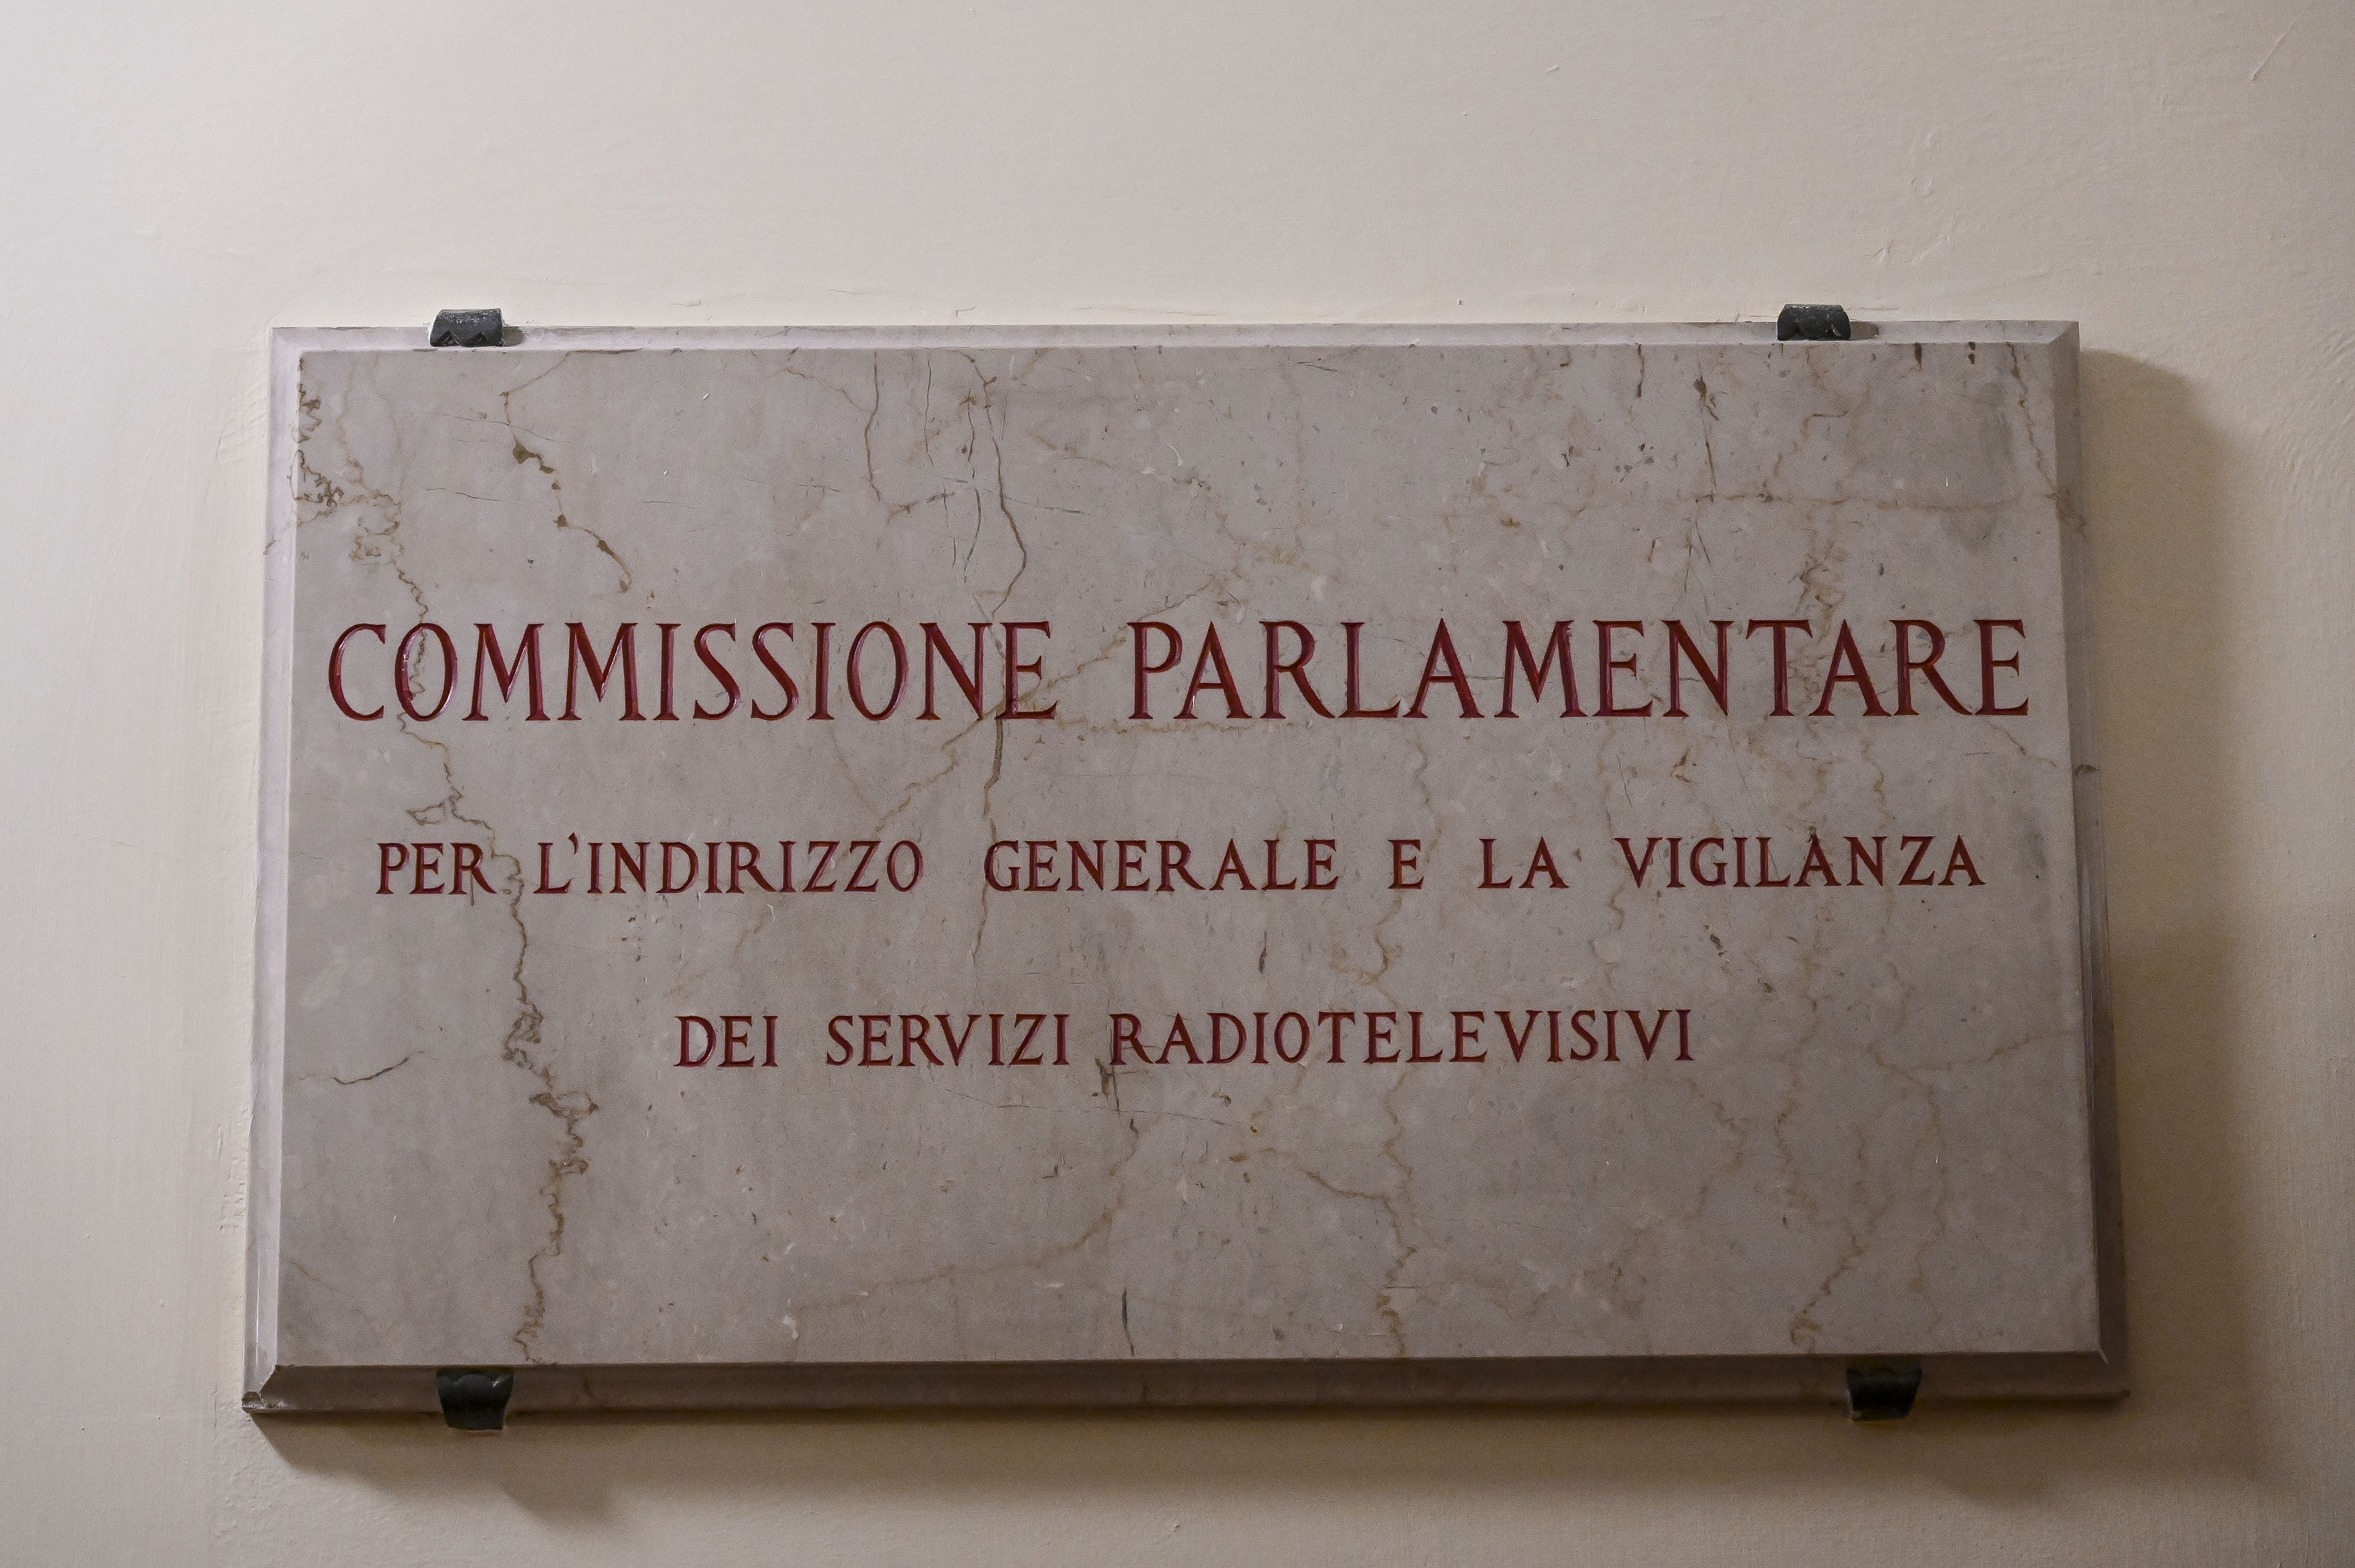 COMMISSIONE PARLAMENTARE
PER L'INDIRIZZO GENERALE E LA VIGILANZA
DEI SERVIZI RADIOTELEVISIVI